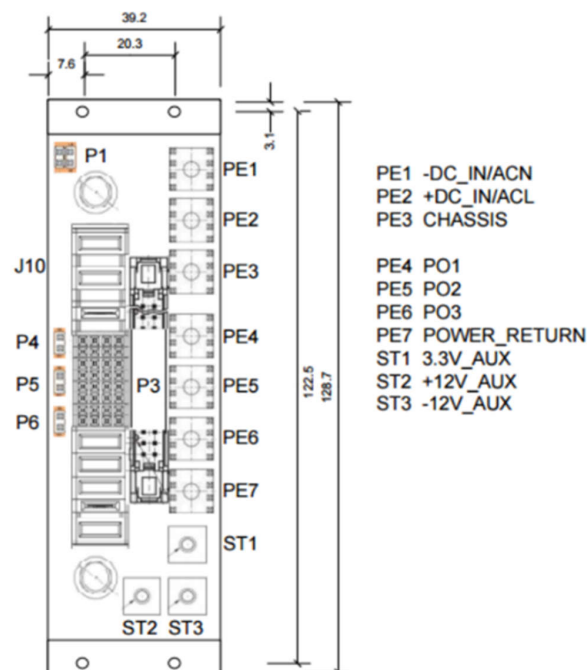 39.2
20.3
7.6
3.1
P1
PE1
PE2
J10
PE3
P4
PE4
P5
P3
PE5
P6
PE6
PE7
ST1
ST2 ST3
122.5
128.7
PE1 -DC_IN/ACN
PE2 +DC_IN/ACL
PE3 CHASSIS
PE4 PO1
PE5 PO2
PE6 PO3
PE7 POWER_RETURN
ST1 3.3V_AUX
ST2 +12V_AUX
ST3 -12V_AUX